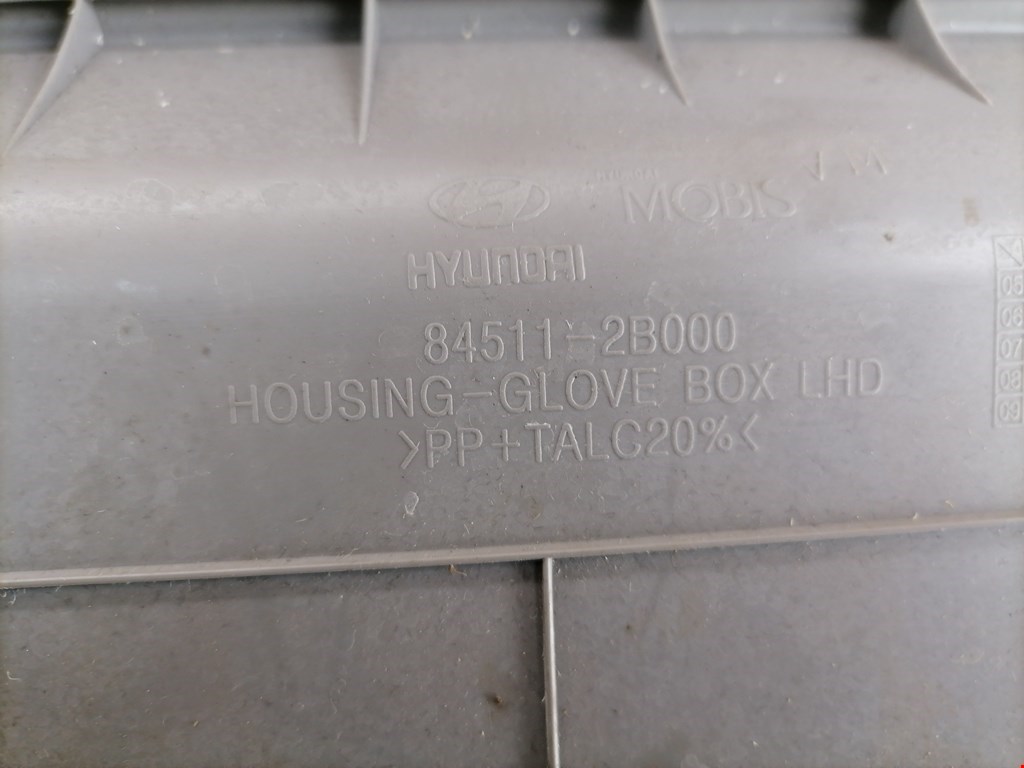 MOBIS
HYUNDAI
84511-2B000
HOUSING-GLOVE BOX LHD
>PP+TALC20%<
05
06
07
08
09